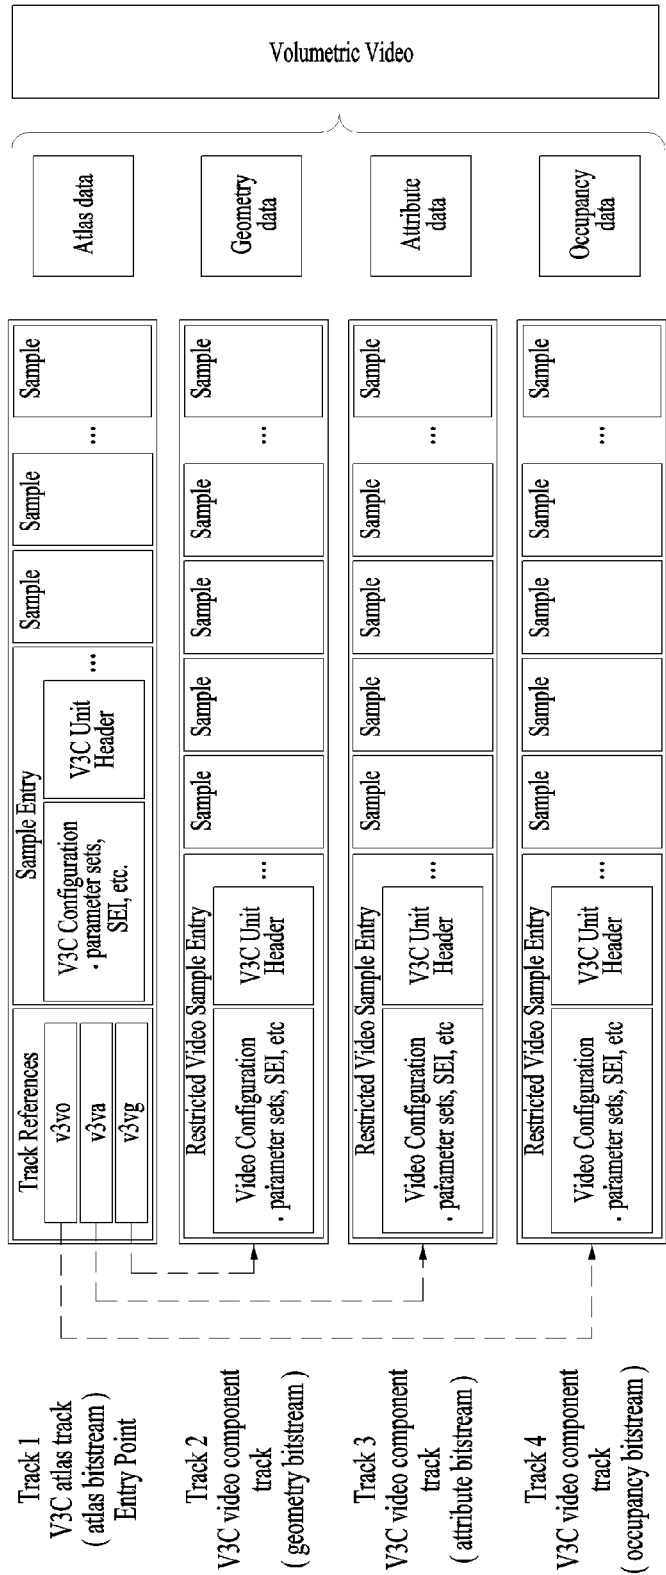 Volumetric Video
Atlas data
Geometry
data
Attribute
data
Occupancy
data
Track 1
V3C atlas track
( atlas bitstream )
Entry Point
Track References
v3vo
v3va
v3vg
Sample Entry
V3C Configuration
. parameter sets,
SEI, etc.
V3C Unit
Header
...
Sample
Sample
...
Sample
Track 2
V3C video component
track
( geometry bitstream )
Restricted Video Sample Entry
Video Configuration
. parameter sets, SEI, etc
V3C Unit
Header
...
Sample
Sample
Sample
Sample
...
Sample
Track 3
V3C video component
track
( attribute bitstream )
Restricted Video Sample Entry
Video Configuration
. parameter sets, SEI, etc
V3C Unit
Header
...
Sample
Sample
Sample
Sample
...
Sample
Track 4
V3C video component
track
( occupancy bitstream )
Restricted Video Sample Entry
Video Configuration
. parameter sets, SEI, etc
V3C Unit
Header
...
Sample
Sample
Sample
Sample
...
Sample